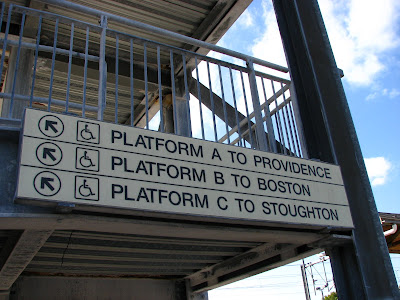 PLATFORM A TO PROVIDENCE
PLATFORM B TO BOSTON
PLATFORM C TO STOUGHTON